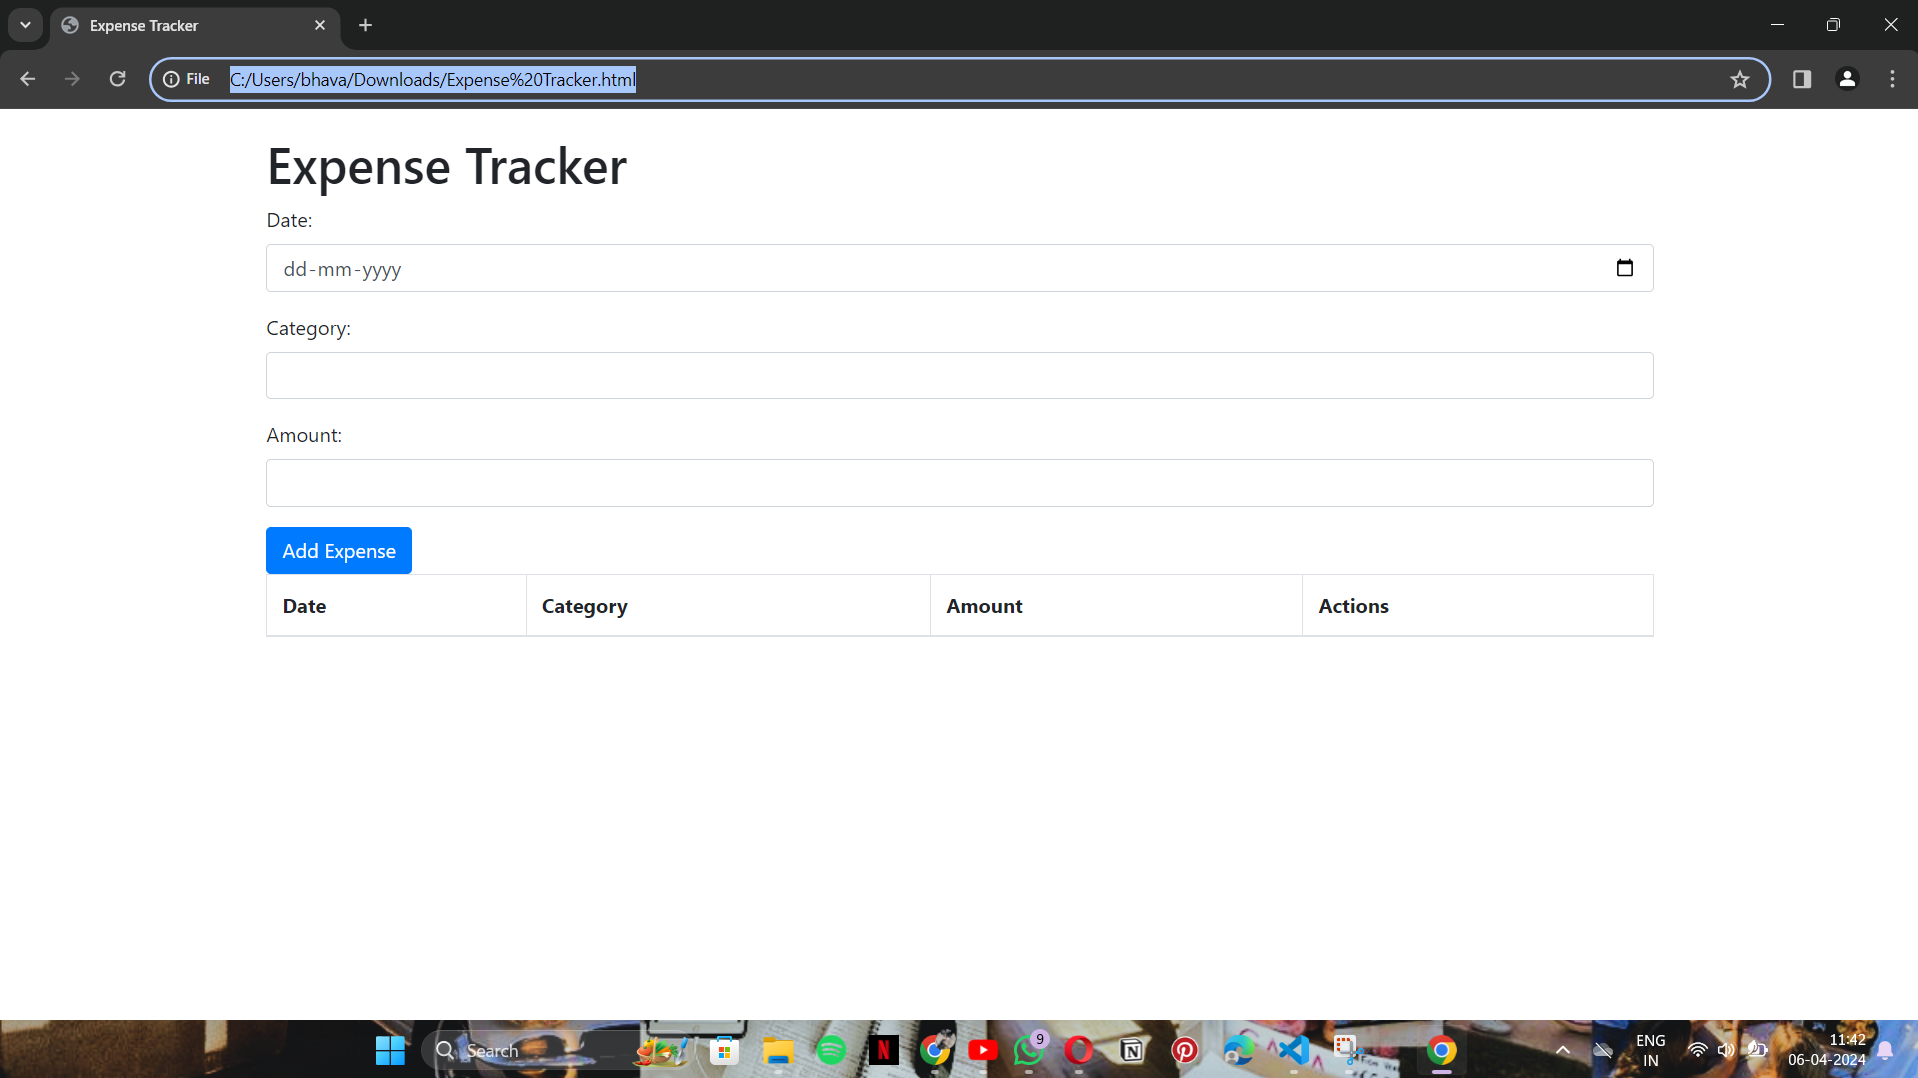 Expense Tracker
File C:/Users/bhava/Downloads/Expense%20Tracker.html
Expense Tracker
Date:
dd-mm-yyyy
Category:
Amount:
Add Expense
Date Category Amount Actions
Search
N
9
N
ENG
IN
11:42
06-04-2024